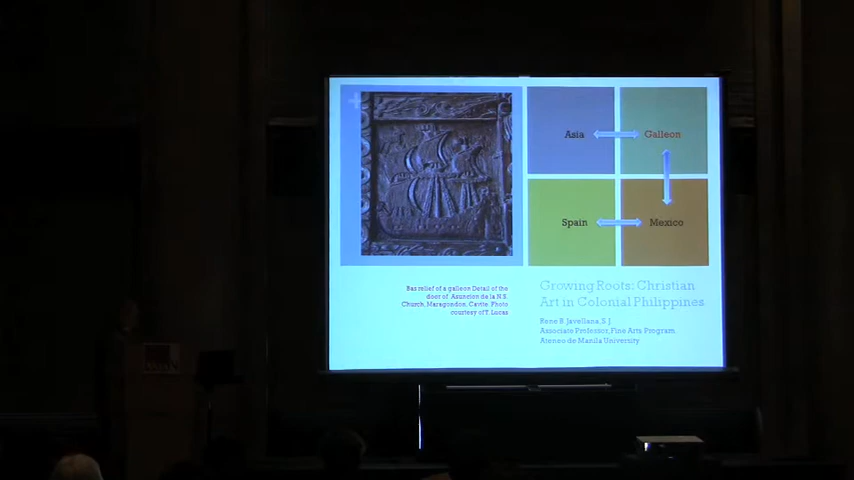 Asia
Galleon
Spain
Mexico
Bas relief of a galleon Detail of the
door of Asuncion de la N.S.
Church, Maragondon, Cavite. Photo
courtesy of T. Lucas
Growing Roots: Christian
Art in Colonial Philippines
Rene B. Javellana, S. J.
Associate Professor, Fine Arts Program.
Ateneo de Manila University
ASIAN